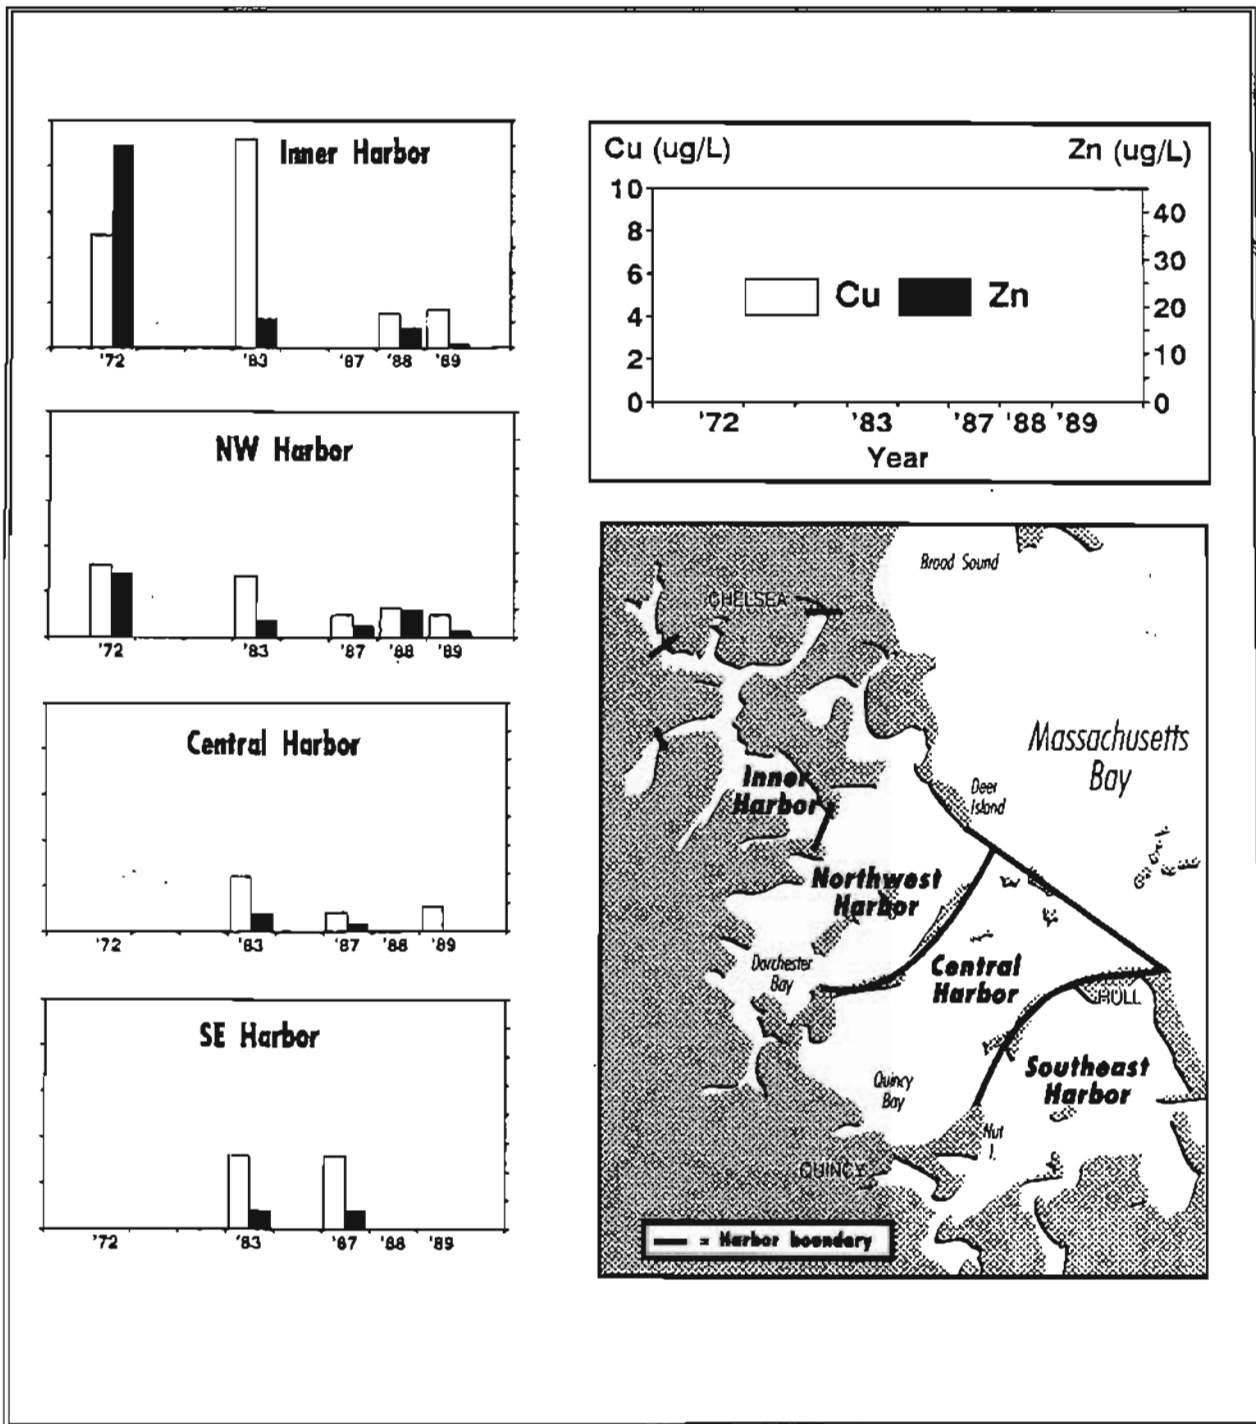 Inner Harbor
'72 '83 '87 '88 '89
NW Harbor
'72 '83 '87 '88 '89
Central Harbor
'72 '83 '87 '88 '89
SE Harbor
'72 '83 '87 '88 '89
Cu (ug/L) Zn (ug/L)
10
8
6
4
2
0
40
30
20
10
0
Cu Zn
'72 '83 '87 '88 '89
Year
Broad Sound
CHELSEA
Massachusetts
Bay
Deer
Island
Inner
Harbor
Northwest
Harbor
Dorchester
Bay
Central
Harbor
HULL
Southeast
Harbor
Quincy
Bay
Nut
I.
QUINCY
= Harbor boundary